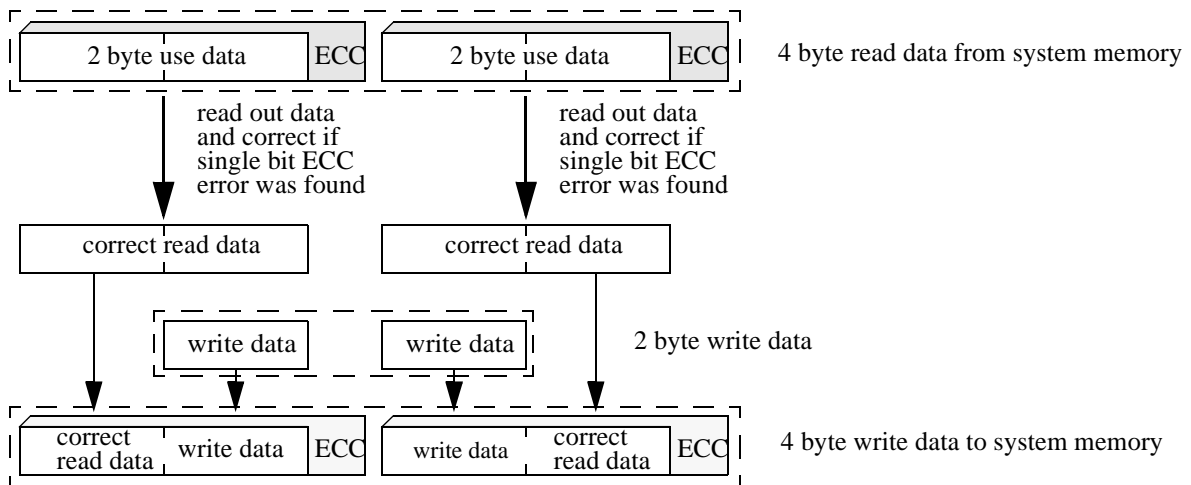 2 byte use data ECC 2 byte use data ECC 4 byte read data from system memory
read out data
and correct if
single bit ECC
error was found
read out data
and correct if
single bit ECC
error was found
correct read data correct read data
write data write data 2 byte write data
correct
read data
write data ECC
write data
correct
read data
ECC
4 byte write data to system memory